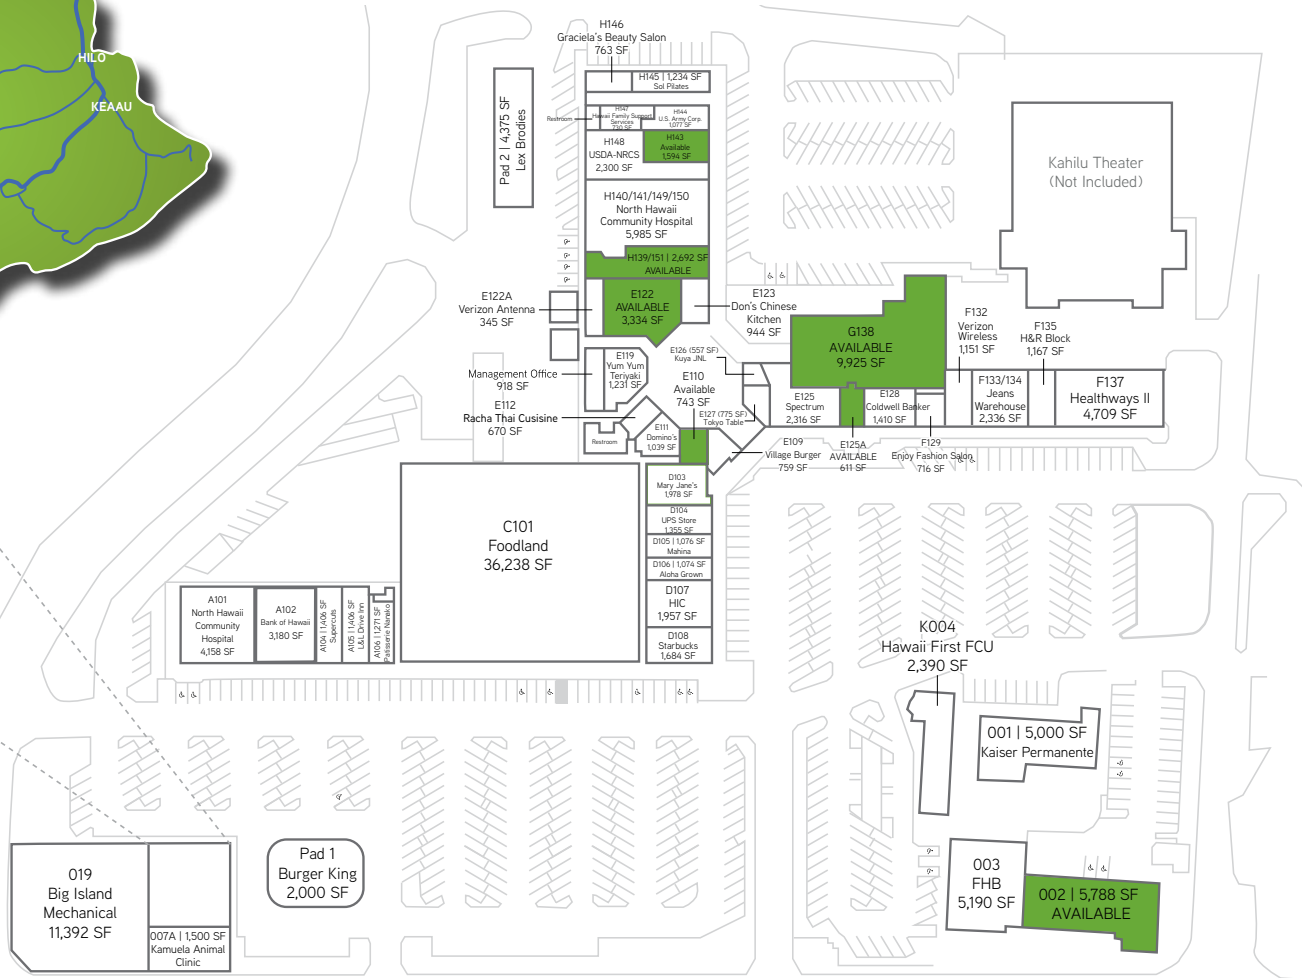 HILO
KEAAU
H146
Graciela's Beauty Salon
763 SF
H145 | 1,234 SF
Sol Pilates
Pad 2 | 4,375 SF
Lex Brodies
Restroom
H147
Hawaii Family Support
Services
730 SF
H144
U.S. Army Corp.
1,077 SF
H148
USDA-NRCS
2,300 SF
H143
Available
1,594 SF
H140/141/149/150
North Hawaii
Community Hospital
5,985 SF
H139/151 | 2,692 SF
AVAILABLE
Kahilu Theater
(Not Included)
E122A
Verizon Antenna
345 SF
E122
AVAILABLE
3,334 SF
E123
Don's Chinese
Kitchen
944 SF
G138
AVAILABLE
9,925 SF
F132
Verizon
Wireless
1,151 SF
F135
H&R Block
1,167 SF
Management Office
918 SF
E119
Yum Yum
Teriyaki
1,231 SF
E126 (557 SF)
Kuya JNL
E110
Available
743 SF
E127 (775 SF)
Tokyo Table
E125
Spectrum
2,316 SF
E128
Coldwell Banker
1,410 SF
F133/134
Jeans
Warehouse
2,336 SF
F137
Healthways II
4,709 SF
E112
Racha Thai Cusisine
670 SF
Restroom
E111
Domino's
1,039 SF
E109
Village Burger
759 SF
E125A
AVAILABLE
611 SF
F129
Enjoy Fashion Salon
716 SF
C101
Foodland
36,238 SF
D103
Mary Jane's
1,978 SF
D104
UPS Store
1,355 SF
D105 | 1,076 SF
Mahina
D106 | 1,074 SF
Aloha Grown
D107
HIC
1,957 SF
D108
Starbucks
1,684 SF
A101
North Hawaii
Community
Hospital
4,158 SF
A102
Bank of Hawaii
3,180 SF
A104 | 1,406 SF
Supercuts
A105 | 1,406 SF
L&L Drive Inn
A106 | 1,271 SF
Patisserie Nanako
K004
Hawaii First FCU
2,390 SF
001 | 5,000 SF
Kaiser Permanente
019
Big Island
Mechanical
11,392 SF
007A | 1,500 SF
Kamuela Animal
Clinic
Pad 1
Burger King
2,000 SF
003
FHB
5,190 SF
002 | 5,788 SF
AVAILABLE